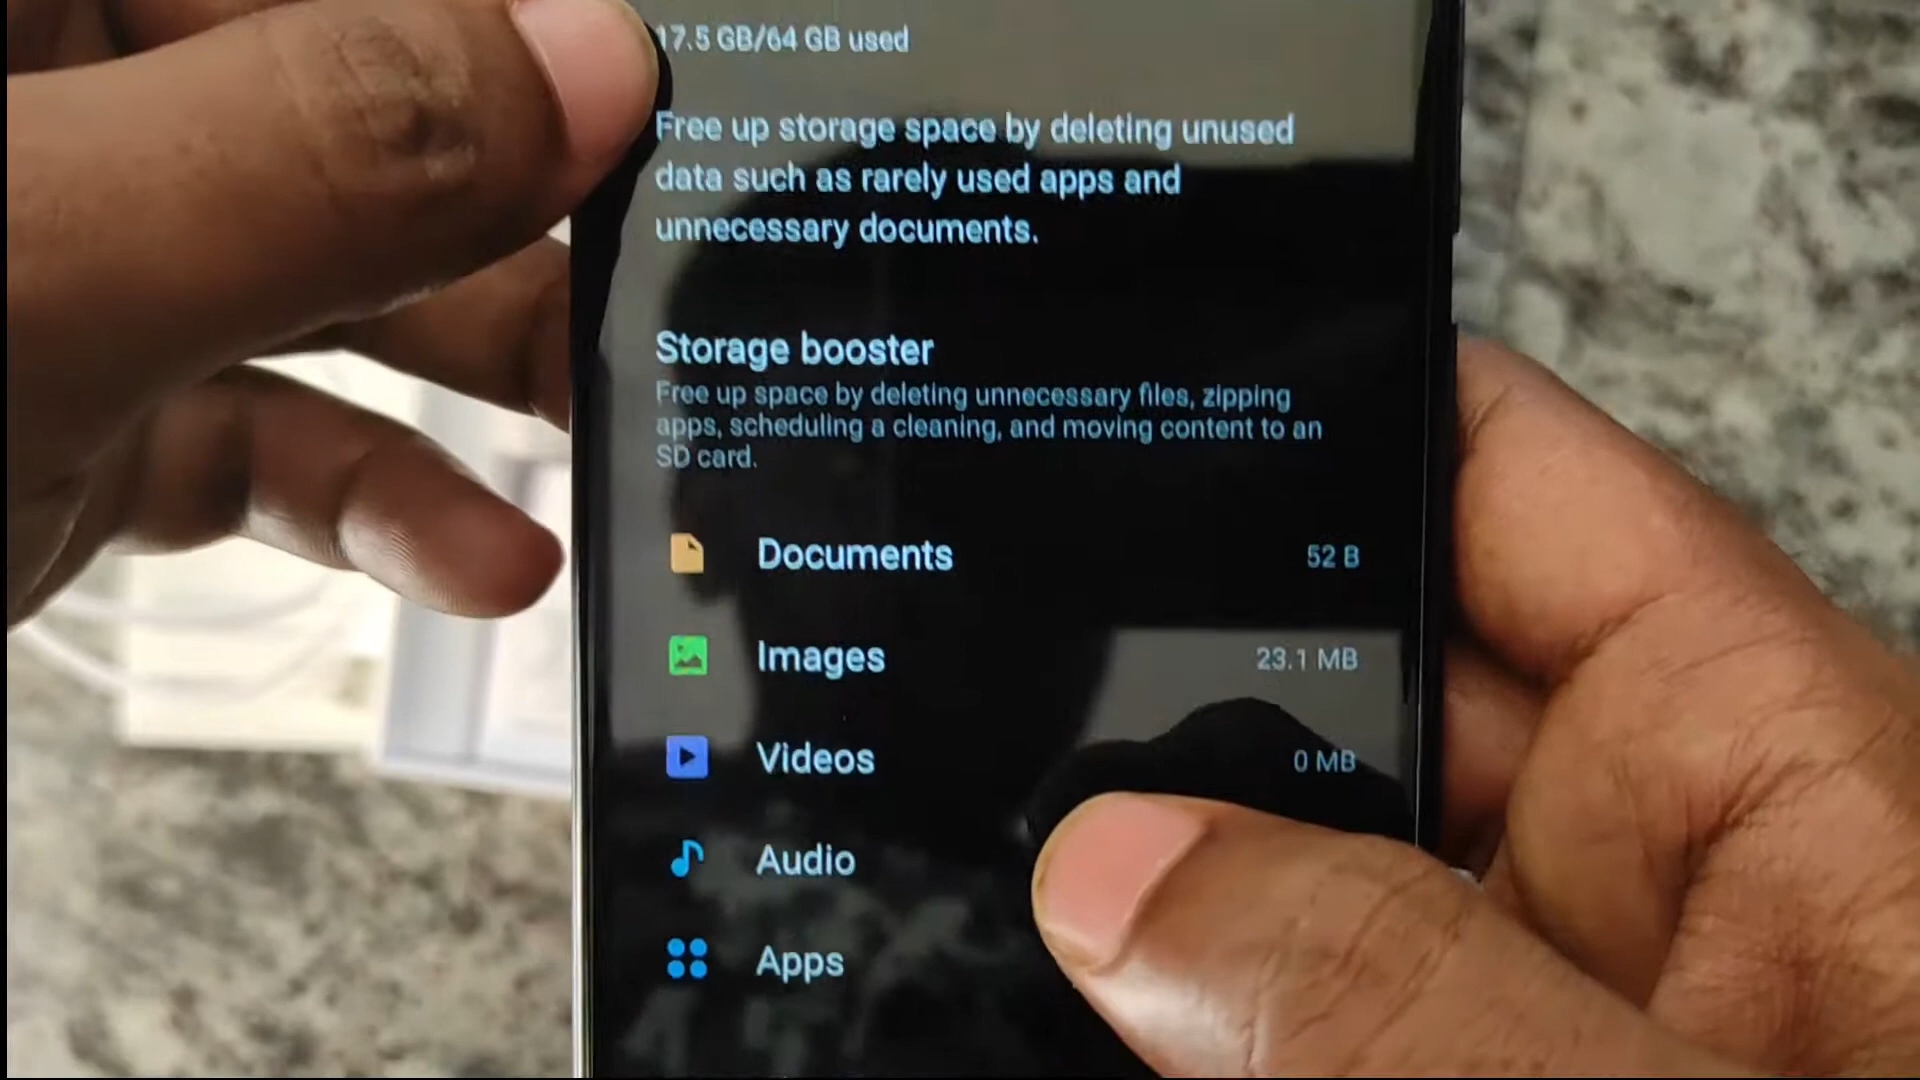 17.5 GB/64 GB used
Free up storage space by deleting unused
data such as rarely used apps and
unnecessary documents.
Storage booster
Free up space by deleting unnecessary files, zipping
apps, scheduling a cleaning, and moving content to an
SD card.
Documents 52 B
Images 23.1 MB
Videos 0 MB
Audio
Apps